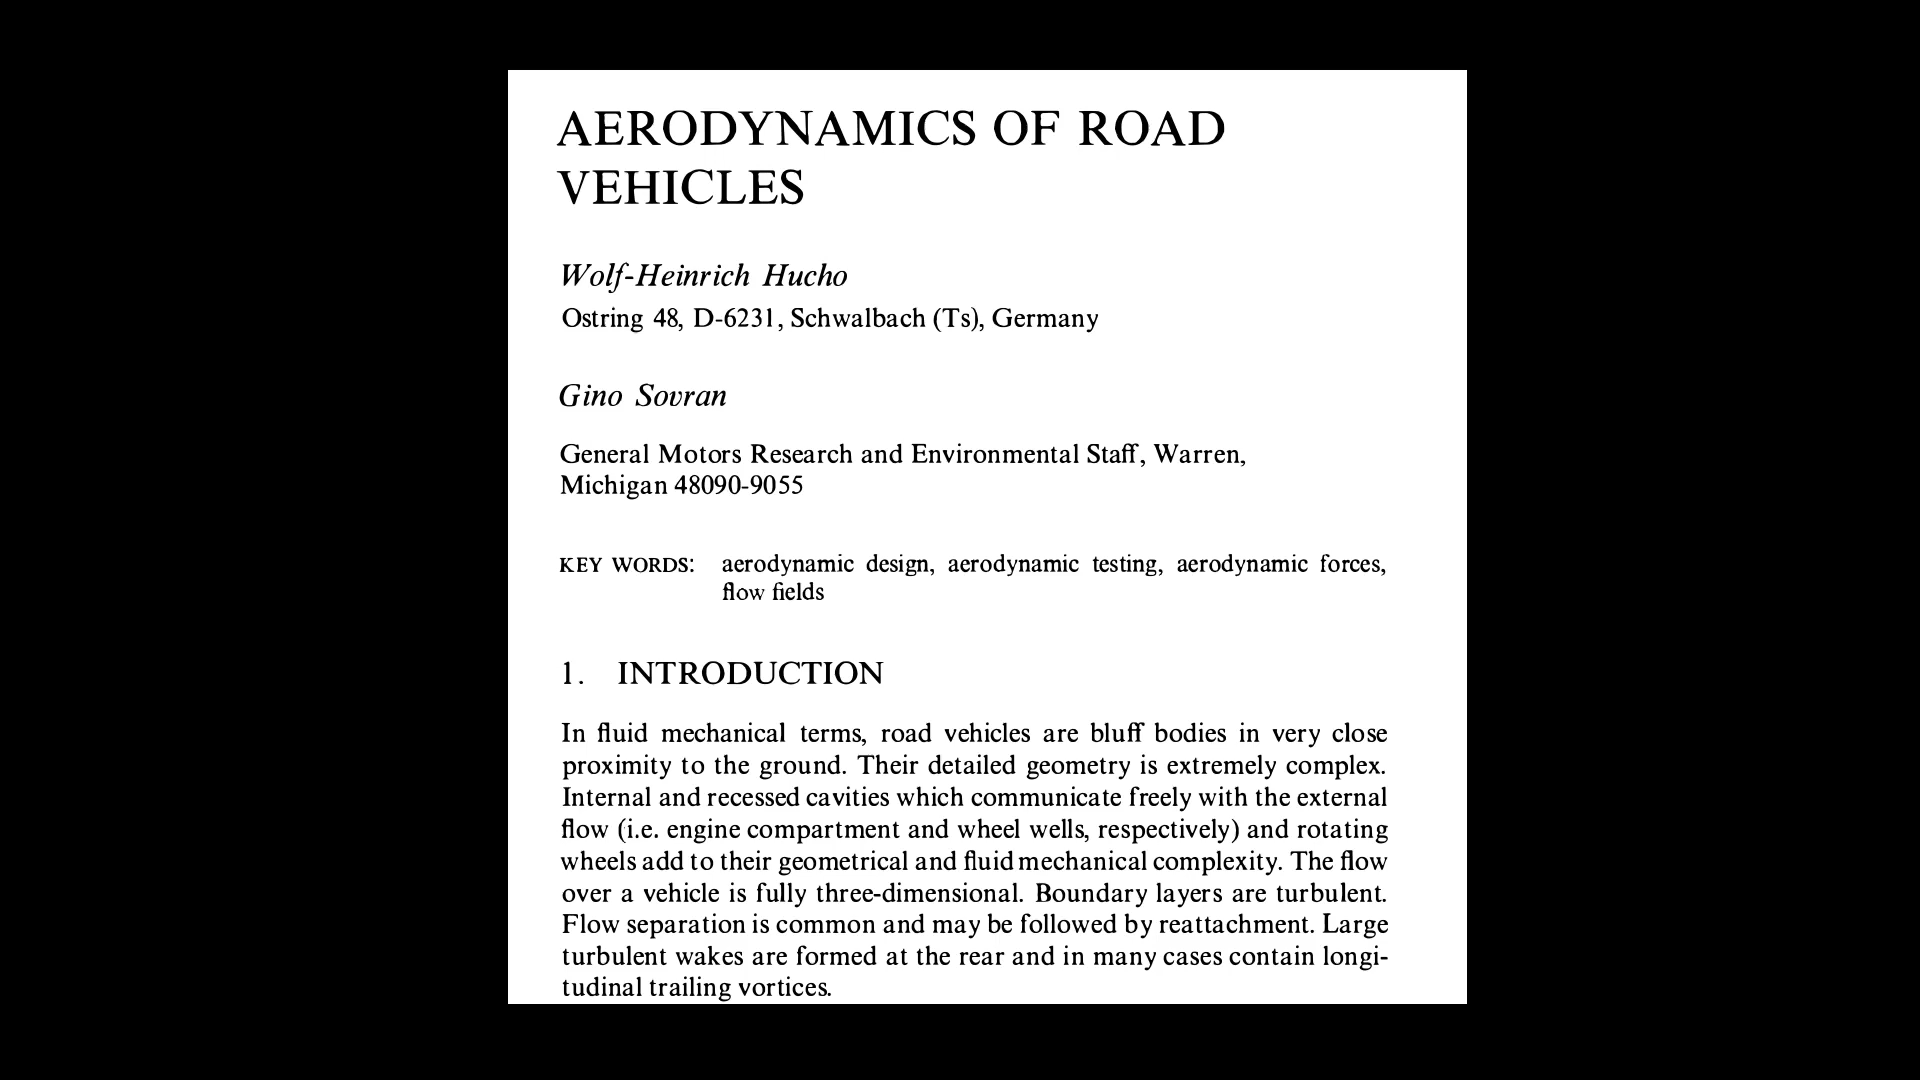 AERODYNAMICS OF ROAD
VEHICLES
Wolf-Heinrich Hucho
Ostring 48, D-6231, Schwalbach (Ts), Germany
Gino Sovran
General Motors Research and Environmental Staff, Warren,
Michigan 48090-9055
KEY WORDS: aerodynamic design, aerodynamic testing, aerodynamic forces,
flow fields
1. INTRODUCTION
In fluid mechanical terms, road vehicles are bluff bodies in very close
proximity to the ground. Their detailed geometry is extremely complex.
Internal and recessed cavities which communicate freely with the external
flow (i.e. engine compartment and wheel wells, respectively) and rotating
wheels add to their geometrical and fluid mechanical complexity. The flow
over a vehicle is fully three-dimensional. Boundary layers are turbulent.
Flow separation is common and may be followed by reattachment. Large
turbulent wakes are formed at the rear and in many cases contain longi-
tudinal trailing vortices.